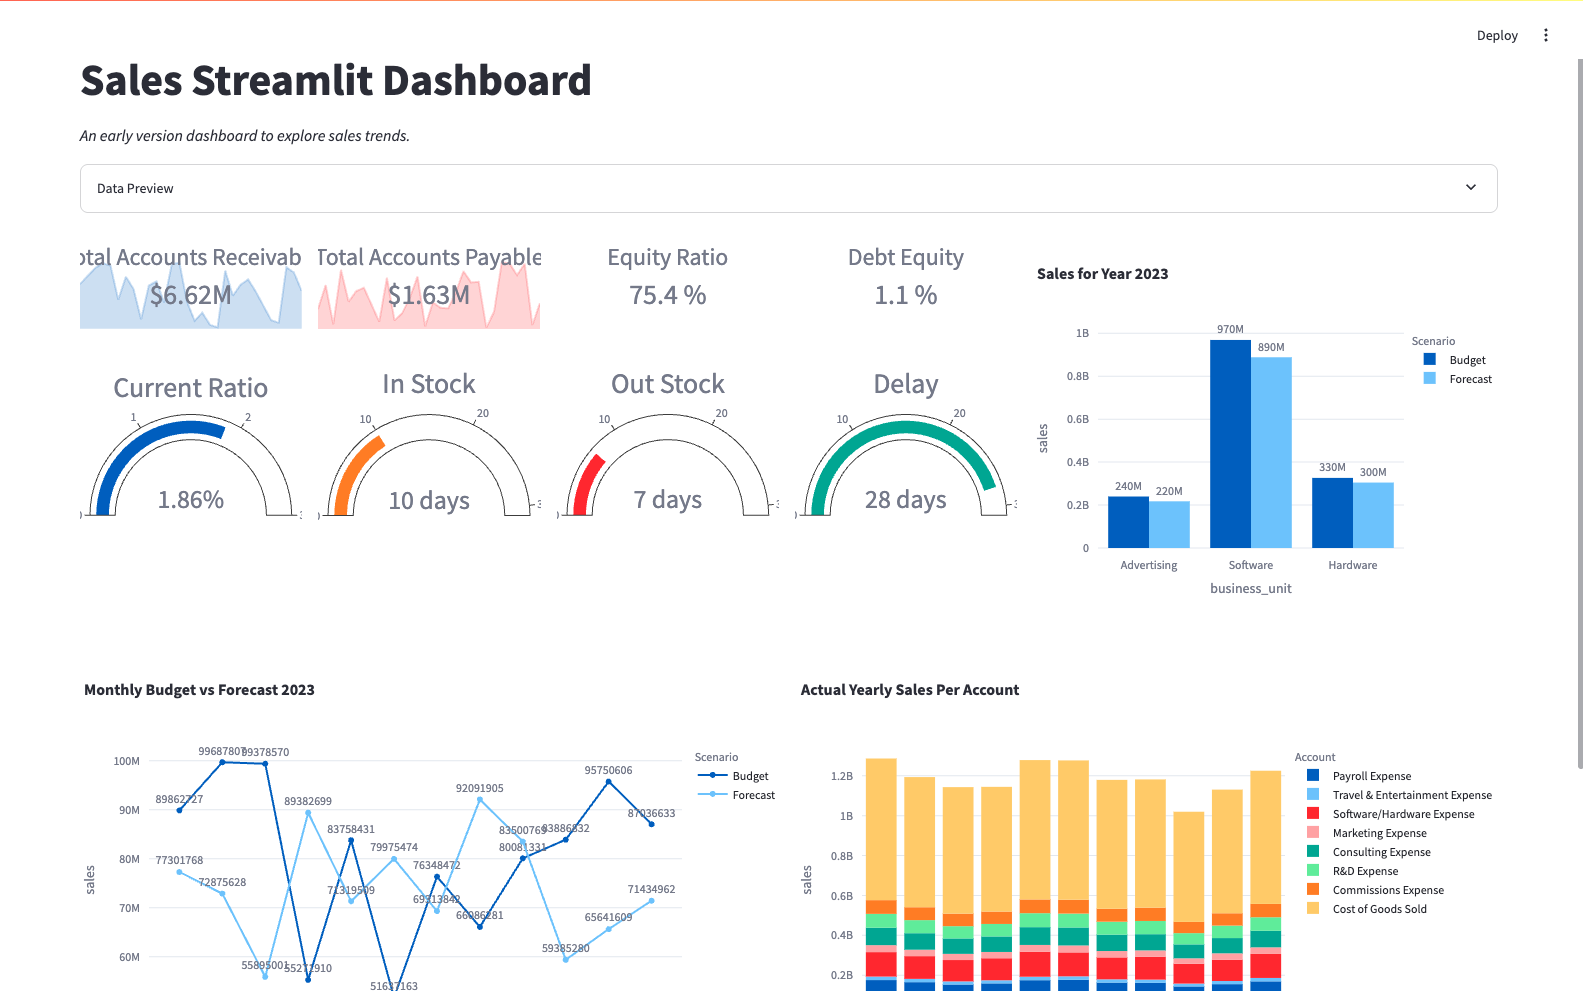 Deploy
Sales Streamlit Dashboard
An early version dashboard to explore sales trends.
Data Preview
otal Accounts Receivab
$6.62M
Total Accounts Payable
$1.63M
Equity Ratio
75.4 %
Debt Equity
1.1 %
Current Ratio
0
1
2
1.86%
In Stock
10
20
10 days
Out Stock
10
20
7 days
Delay
10
20
28 days
Sales for Year 2023
sales
1B
0.8B
0.6B
0.4B
0.2B
0
240M
220M
970M
890M
330M
300M
Advertising
Software
Hardware
business_unit
Scenario
Budget
Forecast
Monthly Budget vs Forecast 2023
sales
100M
90M
80M
70M
60M
89862727
99687807
99378570
55271910
83758431
51637163
76348472
66086281
80081331
83886832
95750606
87036633
77301768
72875628
55895001
89382699
71319509
79975474
69313842
92091905
83500769
59385280
65641609
71434962
Scenario
Budget
Forecast
Actual Yearly Sales Per Account
sales
1.2B
1B
0.8B
0.6B
0.4B
0.2B
Account
Payroll Expense
Travel & Entertainment Expense
Software/Hardware Expense
Marketing Expense
Consulting Expense
R&D Expense
Commissions Expense
Cost of Goods Sold